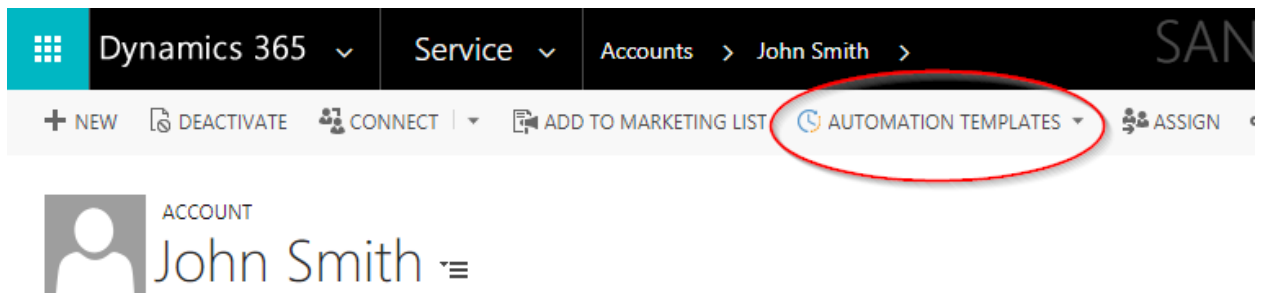 Dynamics 365 Service Accounts > John Smith > SAN
+ NEW DEACTIVATE CONNECT ADD TO MARKETING LIST AUTOMATION TEMPLATES ASSIGN
ACCOUNT
John Smith